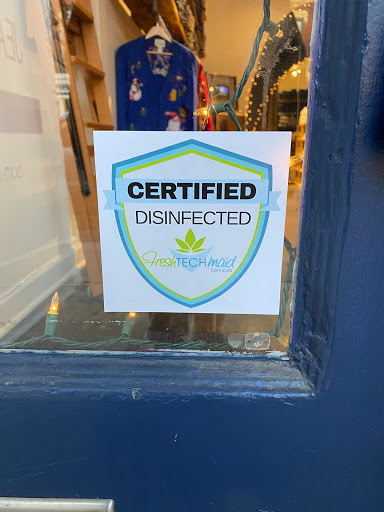 CERTIFIED
DISINFECTED
FreshTECHmaid
Services